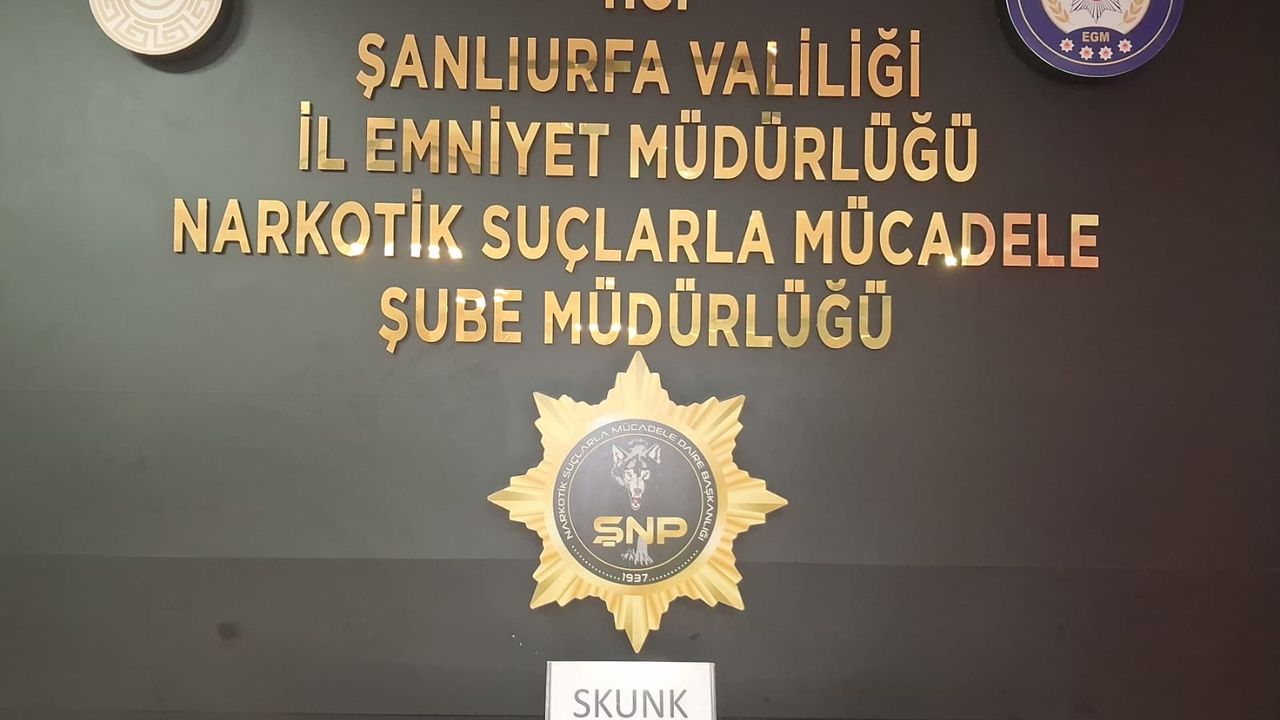 EGM
ŞANLIURFA VALİLİĞİ
İL EMNİYET MÜDÜRLÜĞÜ
NARKOTİK SUÇLARLA MÜCADELE
ŞUBE MÜDÜRLÜĞÜ
NARKOTİK SUÇLARLA MÜCADELE DAİRE BAŞKANLIĞI
ŞNP
1937
SKUNK